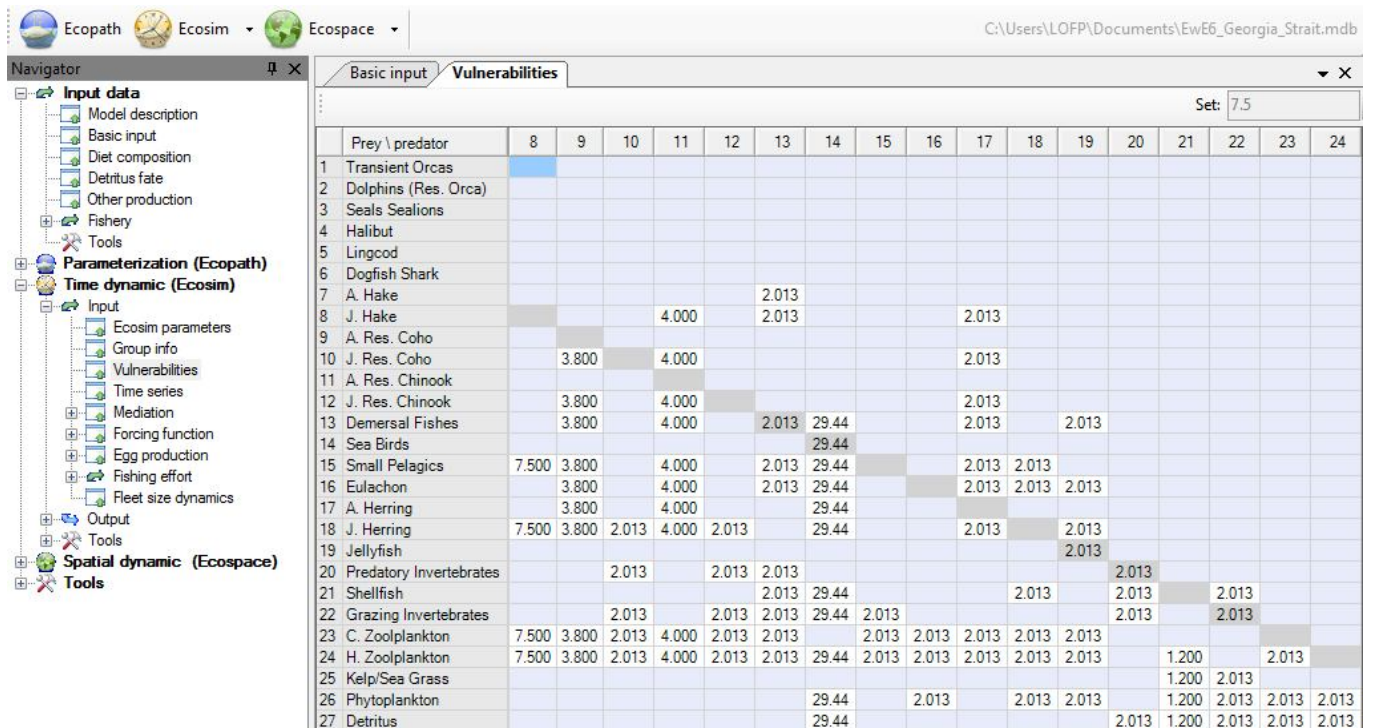 Ecopath Ecosim Ecospace C:\Users\LOFP\Documents\EwE6_Georgia_Strait.mdb
Navigator
Input data
Model description
Basic input
Diet composition
Detritus fate
Other production
Fishery
Tools
Parameterization (Ecopath)
Time dynamic (Ecosim)
Input
Ecosim parameters
Group info
Vulnerabilities
Time series
Mediation
Forcing function
Egg production
Fishing effort
Fleet size dynamics
Output
Tools
Spatial dynamic (Ecospace)
Tools
Basic input Vulnerabilities
Set: 7.5
Prey \ predator 8 9 10 11 12 13 14 15 16 17 18 19 20 21 22 23 24
1 Transient Orcas
2 Dolphins (Res. Orca)
3 Seals Sealions
4 Halibut
5 Lingcod
6 Dogfish Shark
7 A. Hake 2.013
8 J. Hake 4.000 2.013 2.013
9 A. Res. Coho
10 J. Res. Coho 3.800 4.000 2.013
11 A. Res. Chinook
12 J. Res. Chinook 3.800 4.000 2.013
13 Demersal Fishes 3.800 4.000 2.013 29.44 2.013 2.013
14 Sea Birds 29.44
15 Small Pelagics 7.500 3.800 4.000 2.013 29.44 2.013 2.013
16 Eulachon 3.800 4.000 2.013 29.44 2.013 2.013 2.013
17 A. Herring 3.800 4.000 29.44
18 J. Herring 7.500 3.800 2.013 4.000 2.013 29.44 2.013 2.013
19 Jellyfish 2.013
20 Predatory Invertebrates 2.013 2.013 2.013 2.013
21 Shellfish 2.013 29.44 2.013 2.013 2.013
22 Grazing Invertebrates 2.013 2.013 2.013 29.44 2.013 2.013 2.013
23 C. Zoolplankton 7.500 3.800 2.013 4.000 2.013 2.013 2.013 2.013 2.013 2.013 2.013
24 H. Zoolplankton 7.500 3.800 2.013 4.000 2.013 2.013 29.44 2.013 2.013 2.013 2.013 2.013 1.200 2.013
25 Kelp/Sea Grass 1.200 2.013
26 Phytoplankton 29.44 2.013 2.013 2.013 1.200 2.013 2.013 2.013
27 Detritus 29.44 2.013 1.200 2.013 2.013 2.013